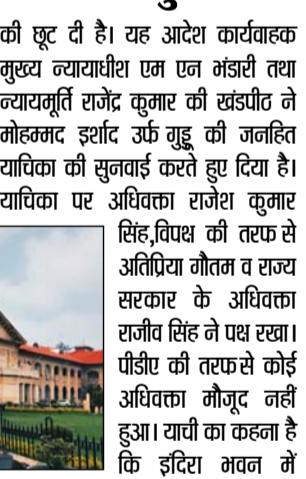 की छूट दी है। यह आदेश कार्यवाहक
मुख्य न्यायाधीश एम एन भंडारी तथा
न्यायमूर्ति राजेंद्र कुमार की खंडपीठ ने
मोहम्मद इर्शाद उर्फ गुड्डू की जनहित
याचिका की सुनवाई करते हुए दिया है।
याचिका पर अधिवक्ता राजेश कुमार
सिंह,विपक्ष की तरफ से
अतिप्रिया गौतम व राज्य
सरकार के अधिवक्ता
राजीव सिंह ने पक्ष रखा।
पीडीए की तरफ से कोई
अधिवक्ता मौजूद नहीं
हुआ। याची का कहना है
कि इंदिरा भवन में